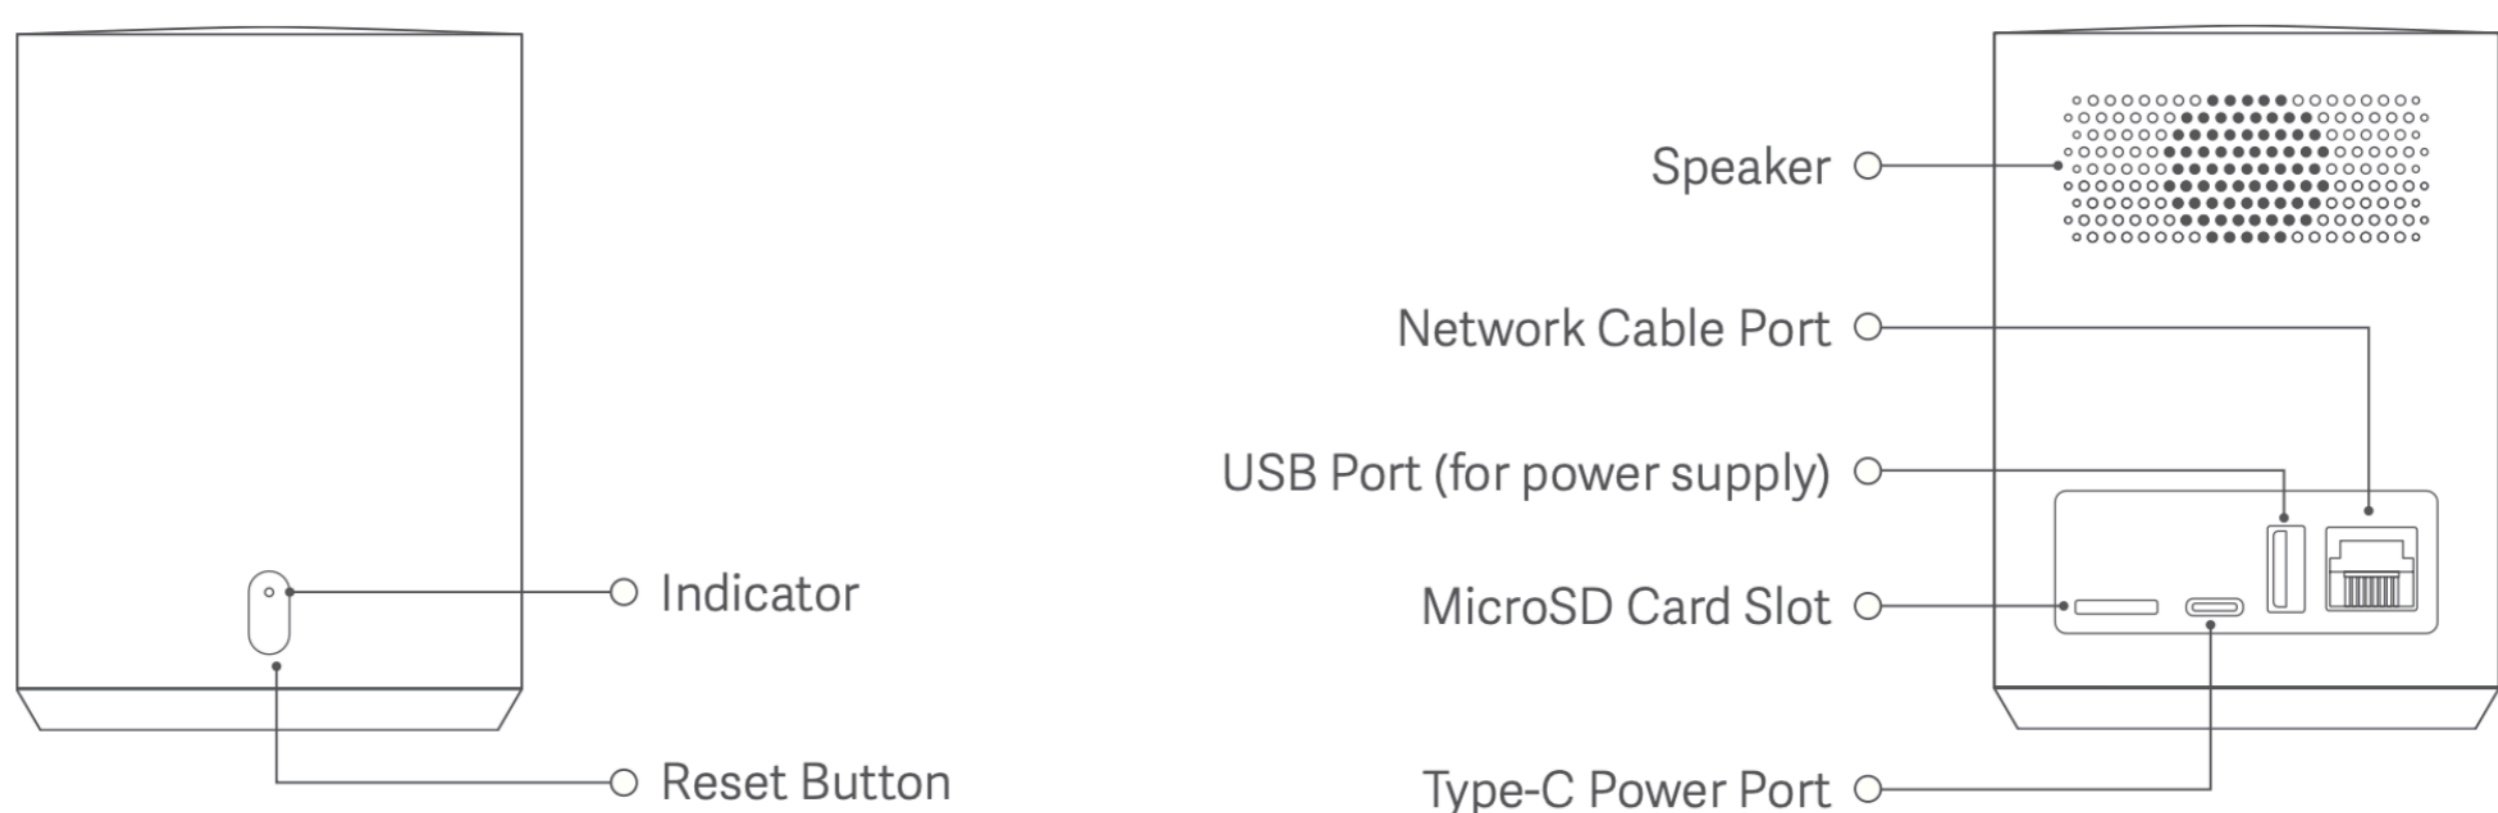 Indicator
Reset Button
Speaker
Network Cable Port
USB Port (for power supply)
MicroSD Card Slot
Type-C Power Port